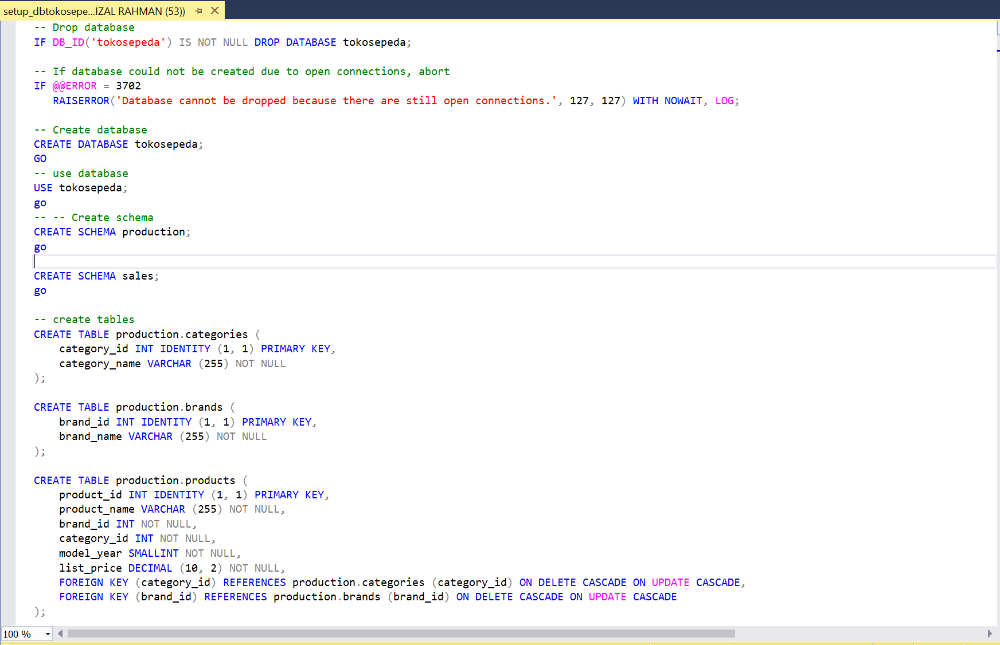 setup_dbtokosepe...IZAL RAHMAN (53))
-- Drop database
IF DB_ID('tokosepeda') IS NOT NULL DROP DATABASE tokosepeda;
-- If database could not be created due to open connections, abort
IF @@ERROR = 3702
   RAISERROR('Database cannot be dropped because there are still open connections.', 127, 127) WITH NOWAIT, LOG;
-- Create database
CREATE DATABASE tokosepeda;
GO
-- use database
USE tokosepeda;
go
-- -- Create schema
CREATE SCHEMA production;
go
CREATE SCHEMA sales;
go
-- create tables
CREATE TABLE production.categories (
    category_id INT IDENTITY (1, 1) PRIMARY KEY,
    category_name VARCHAR (255) NOT NULL
);
CREATE TABLE production.brands (
    brand_id INT IDENTITY (1, 1) PRIMARY KEY,
    brand_name VARCHAR (255) NOT NULL
);
CREATE TABLE production.products (
    product_id INT IDENTITY (1, 1) PRIMARY KEY,
    product_name VARCHAR (255) NOT NULL,
    brand_id INT NOT NULL,
    category_id INT NOT NULL,
    model_year SMALLINT NOT NULL,
    list_price DECIMAL (10, 2) NOT NULL,
    FOREIGN KEY (category_id) REFERENCES production.categories (category_id) ON DELETE CASCADE ON UPDATE CASCADE,
    FOREIGN KEY (brand_id) REFERENCES production.brands (brand_id) ON DELETE CASCADE ON UPDATE CASCADE
);
100 %